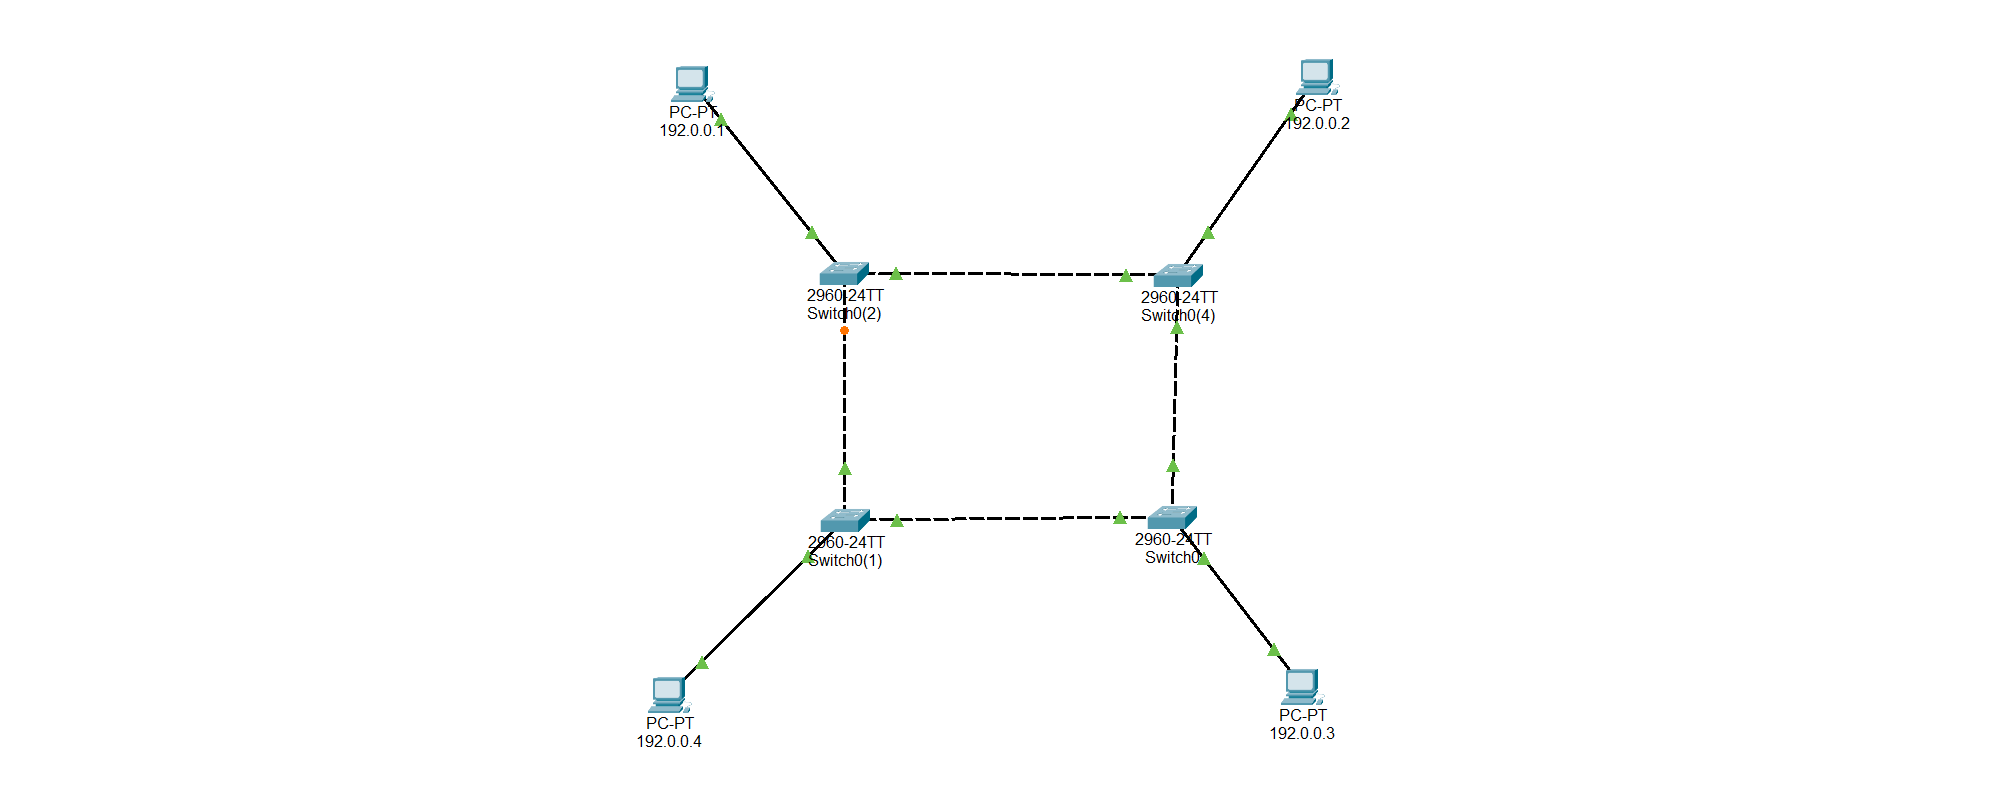 PC-PT
192.0.0.1
PC-PT
192.0.0.2
2960-24TT
Switch0(2)
2960-24TT
Switch0(4)
2960-24TT
Switch0(1)
2960-24TT
Switch0
PC-PT
192.0.0.4
PC-PT
192.0.0.3